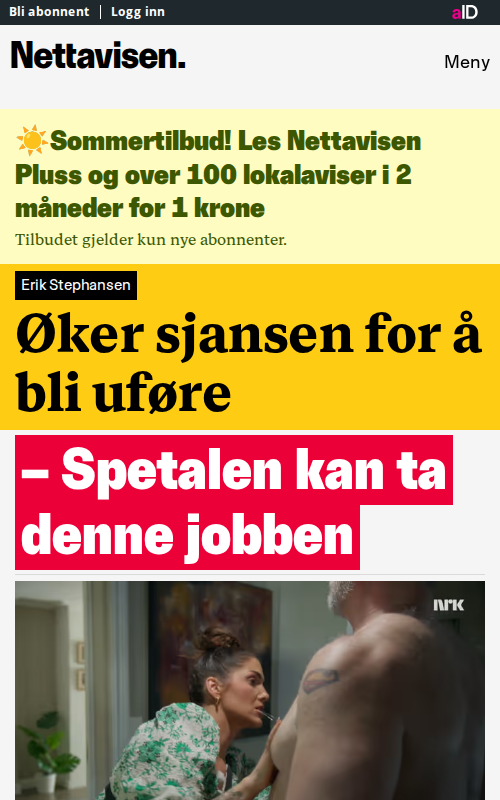 Bli abonnent | Logg inn
aID
Nettavisen.
Meny
☀️Sommertilbud! Les Nettavisen
Pluss og over 100 lokalaviser i 2
måneder for 1 krone
Tilbudet gjelder kun nye abonnenter.
Erik Stephansen
Øker sjansen for å
bli uføre
– Spetalen kan ta
denne jobben
NRK